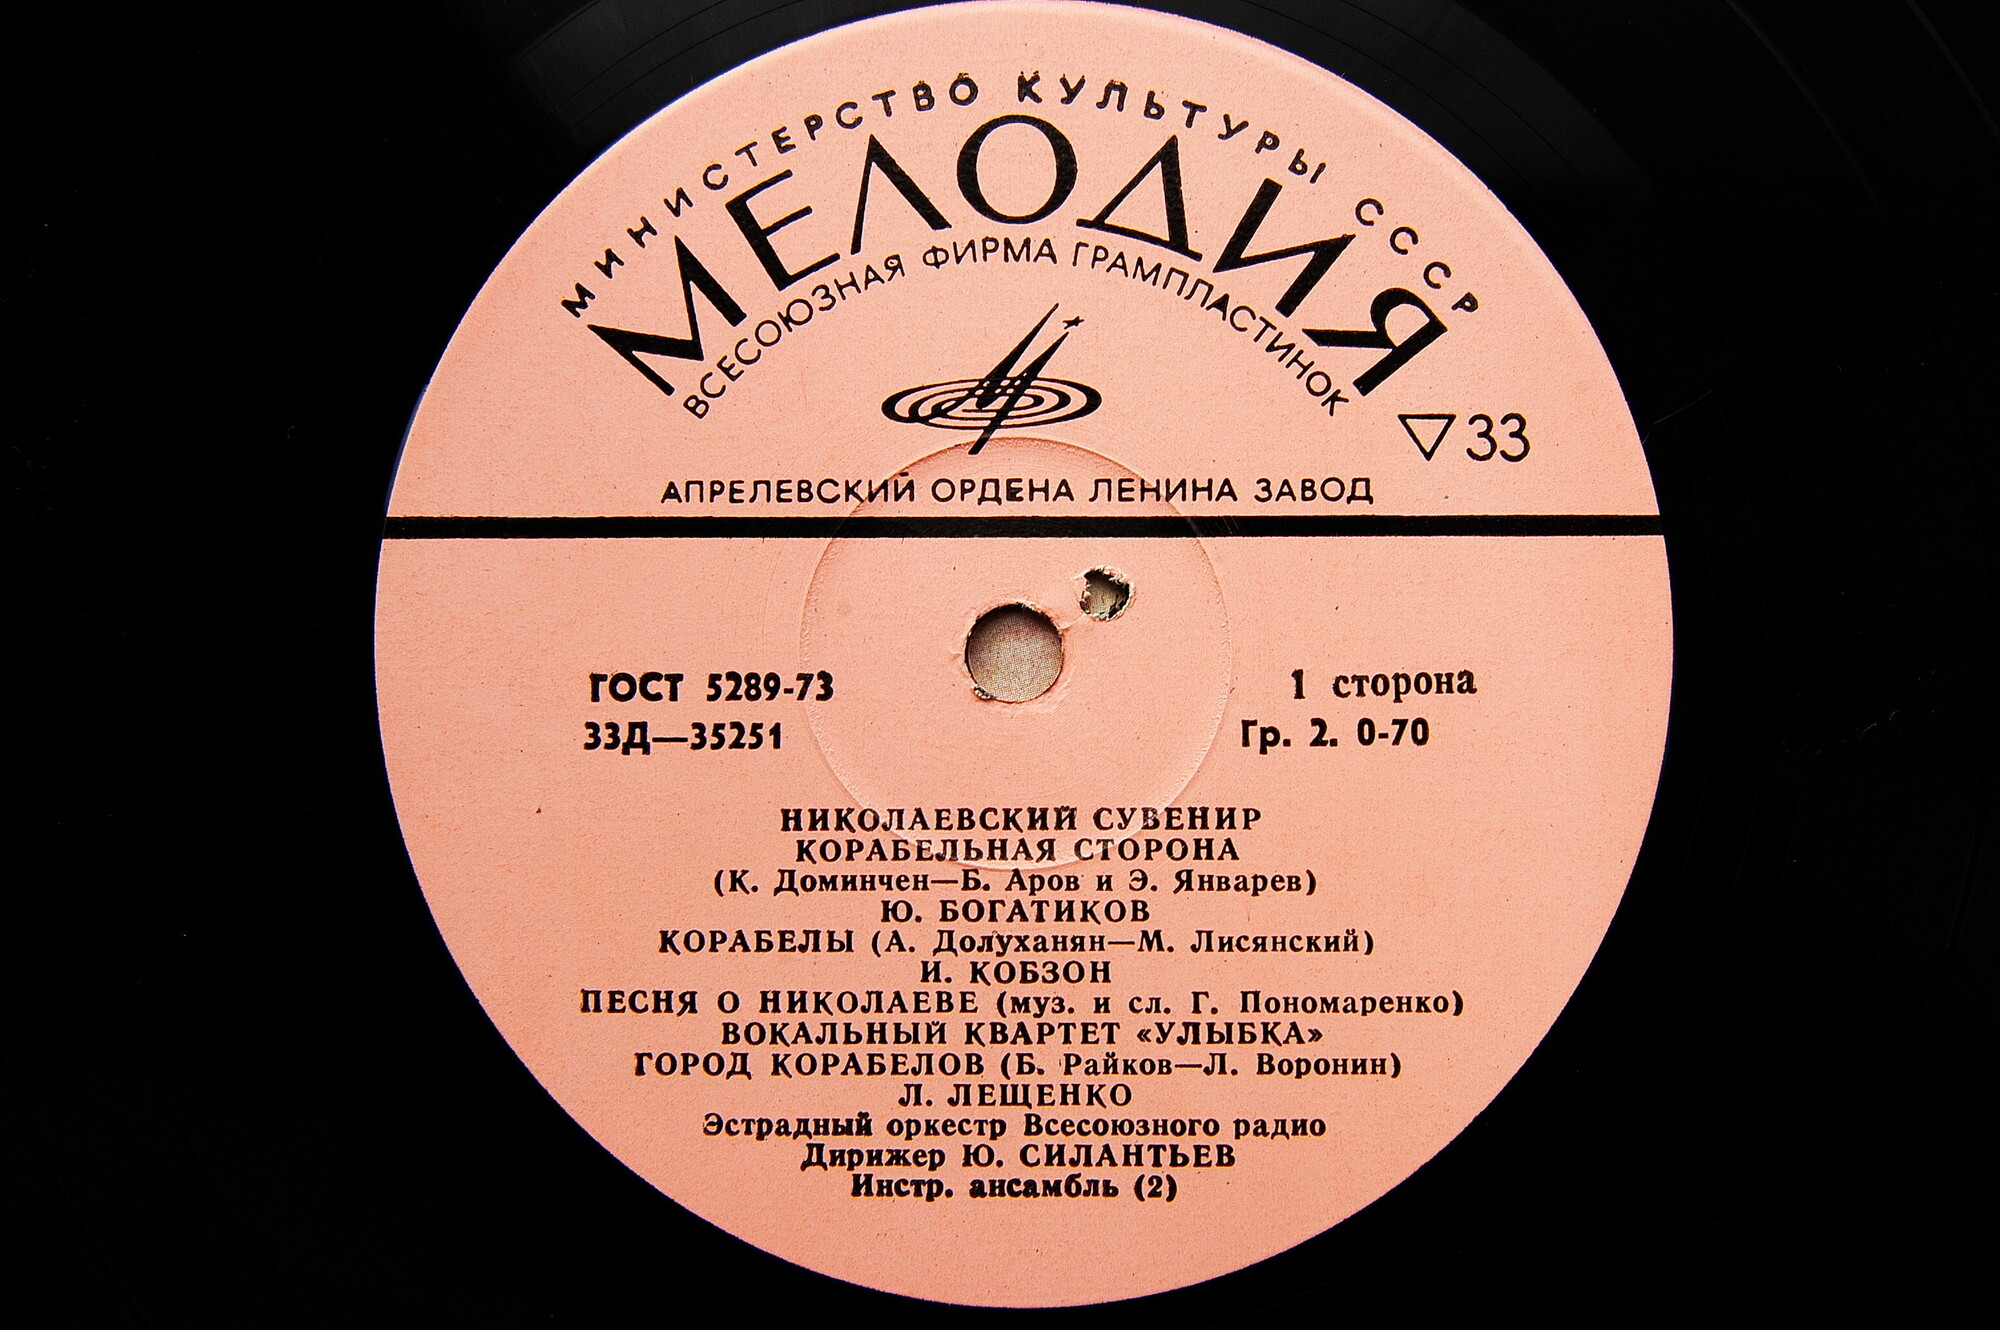 МИНИСТЕРСТВО КУЛЬТУРЫ СССР
МЕЛОДИЯ
ВСЕСОЮЗНАЯ ФИРМА ГРАМПЛАСТИНОК
33
АПРЕЛЕВСКИЙ ОРДЕНА ЛЕНИНА ЗАВОД
ГОСТ 5289-73
33Д—35251
1 сторона
Гр. 2. 0-70
НИКОЛАЕВСКИЙ СУВЕНИР
КОРАБЕЛЬНАЯ СТОРОНА
(К. Доминчен—Б. Аров и Э. Январев)
Ю. БОГАТИКОВ
КОРАБЕЛЫ (А. Долуханян—М. Лисянский)
И. КОБЗОН
ПЕСНЯ О НИКОЛАЕВЕ (муз. и сл. Г. Пономаренко)
ВОКАЛЬНЫЙ КВАРТЕТ «УЛЫБКА»
ГОРОД КОРАБЕЛОВ (Б. Райков—Л. Воронин)
Л. ЛЕЩЕНКО
Эстрадный оркестр Всесоюзного радио
Дирижер Ю. СИЛАНТЬЕВ
Инстр. ансамбль (2)